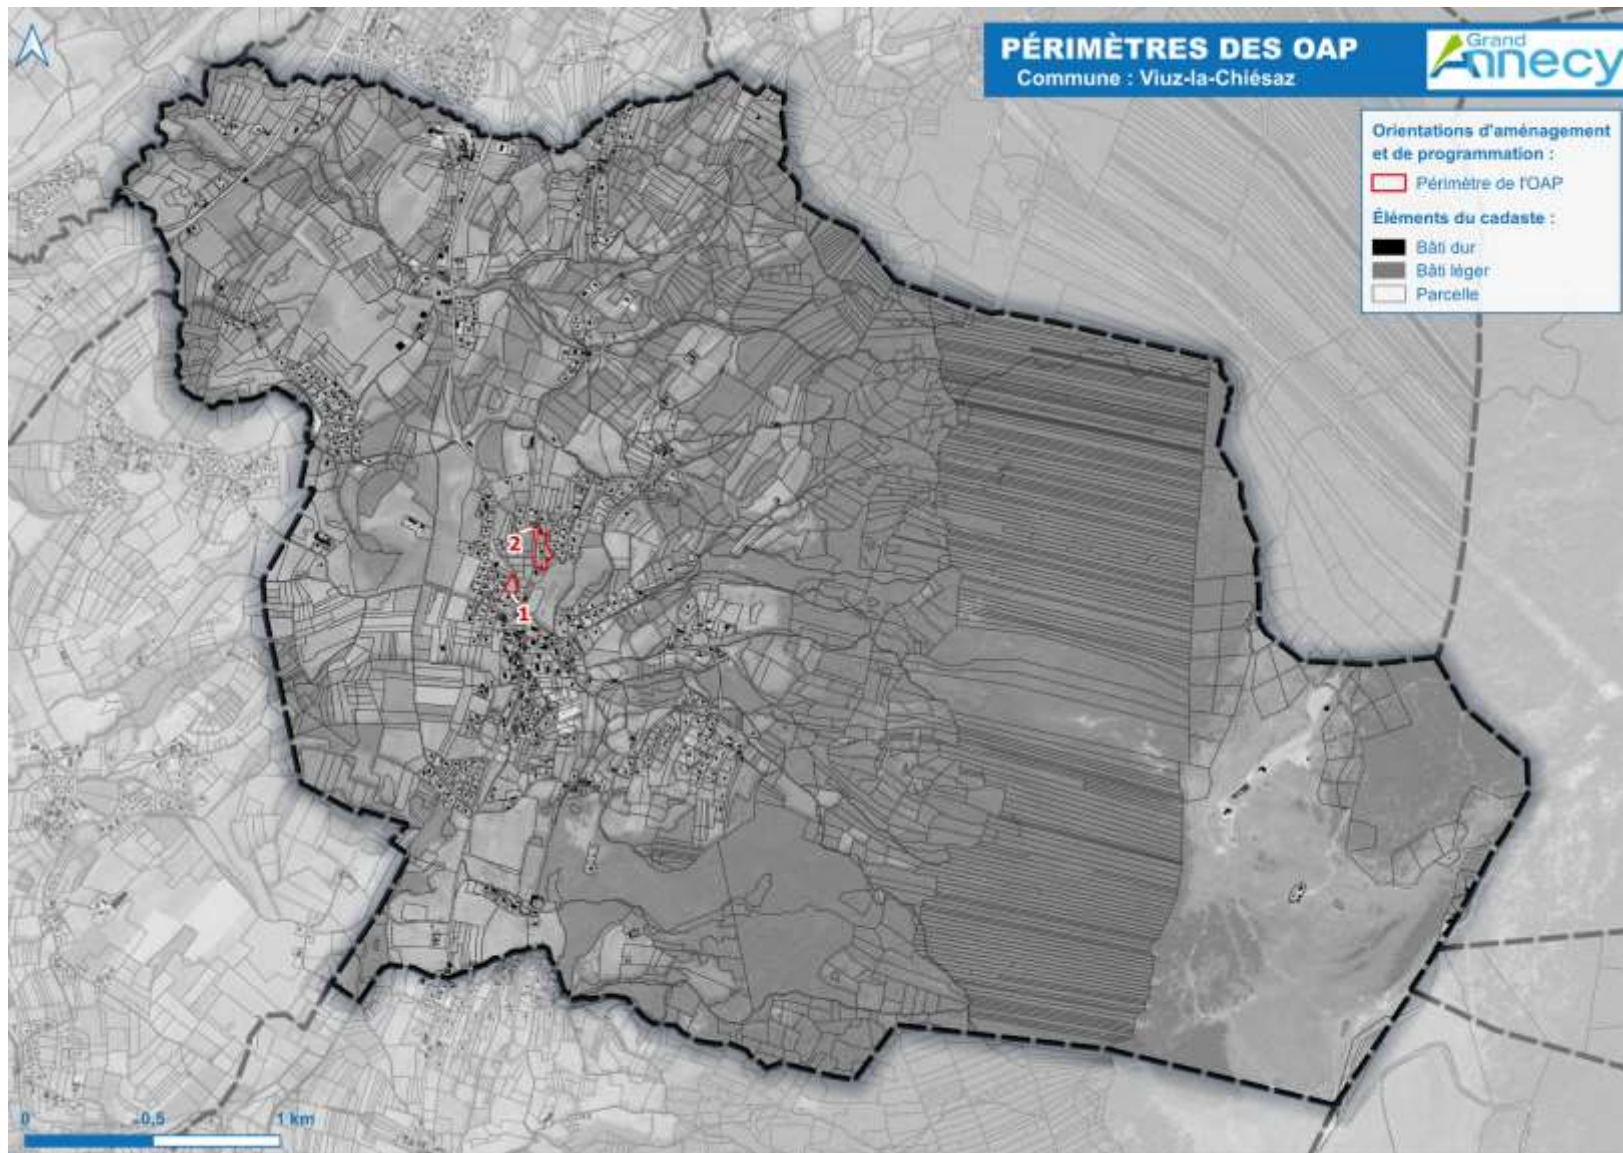 PÉRIMÈTRES DES OAP
Commune : Viuz-la-Chiésaz
Grand
Annecy
Orientations d'aménagement
et de programmation :
Périmètre de l'OAP
Éléments du cadaste :
Bâti dur
Bâti léger
Parcelle
2
1
0 0,5 1 km